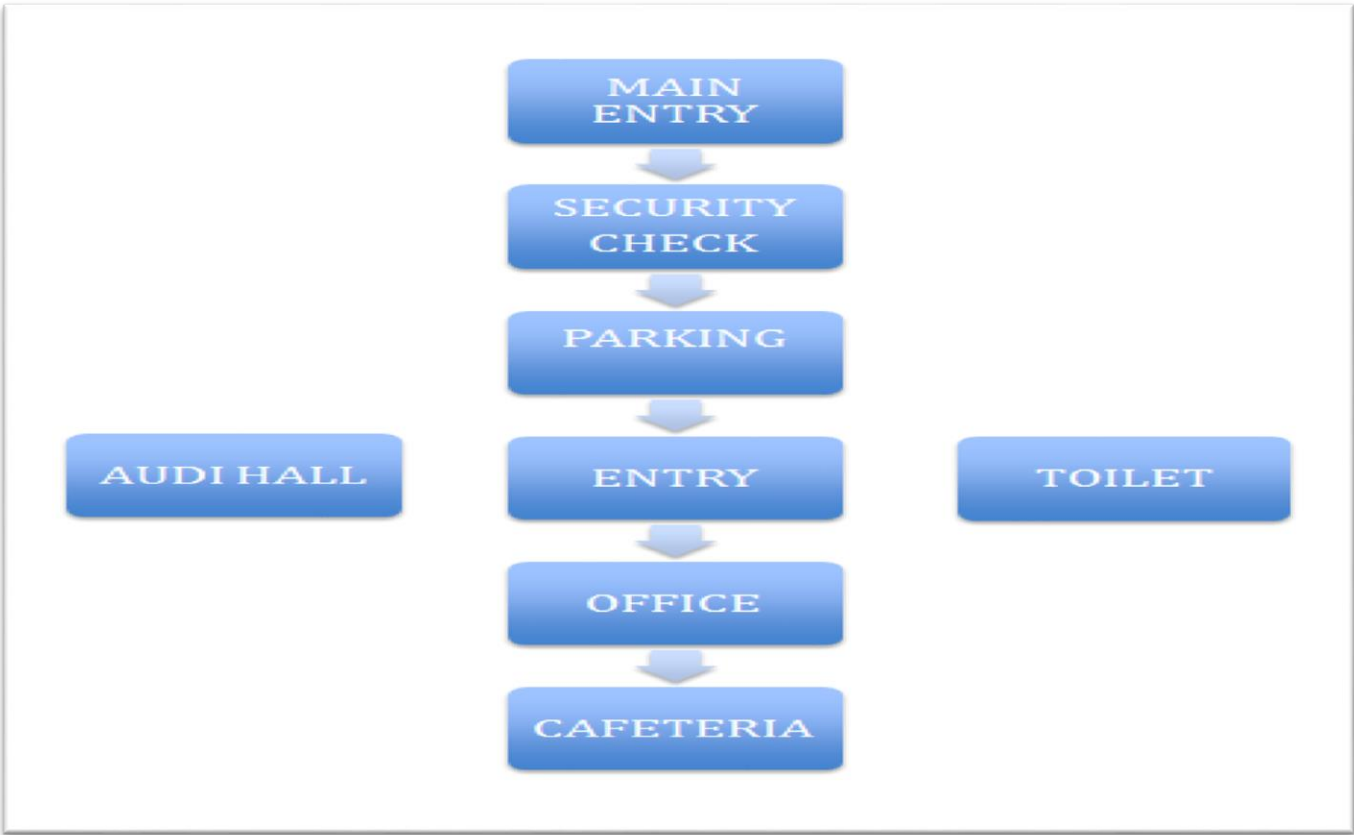 MAIN
ENTRY
SECURITY
CHECK
PARKING
AUDI HALL
ENTRY
TOILET
OFFICE
CAFETERIA